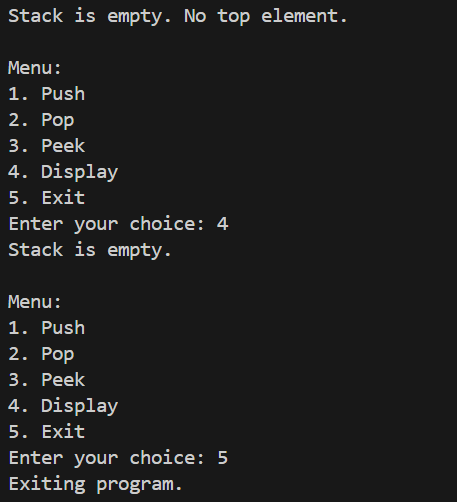 Stack is empty. No top element.
Menu:
1. Push
2. Pop
3. Peek
4. Display
5. Exit
Enter your choice: 4
Stack is empty.
Menu:
1. Push
2. Pop
3. Peek
4. Display
5. Exit
Enter your choice: 5
Exiting program.